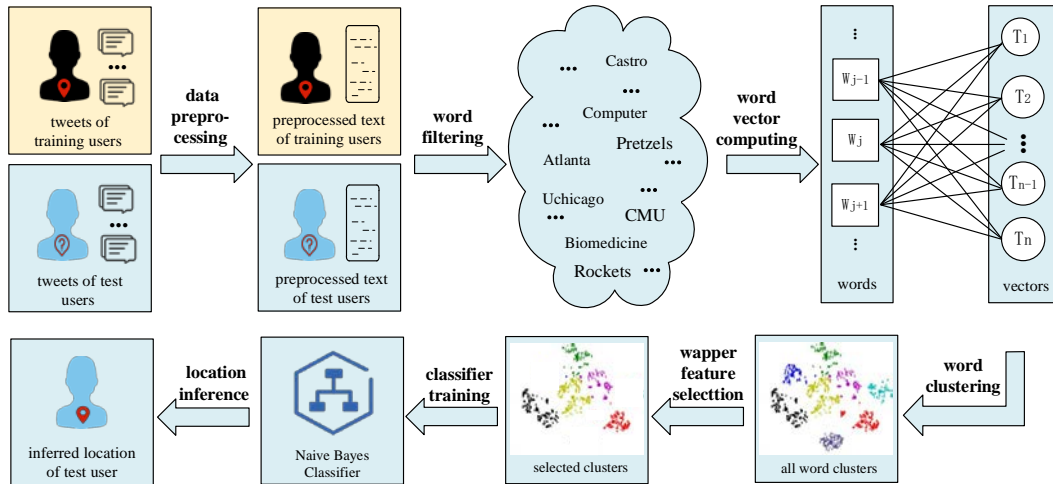 tweets of
training users
tweets of test
users
data
prepro-
cessing
preprocessed text
of training users
preprocessed text
of test users
word
filtering
Castro
Computer
Pretzels
Atlanta
Uchicago
CMU
Biomedicine
Rockets
word
vector
computing
Wj-1
Wj
Wj+1
words
T1
T2
Tn-1
Tn
vectors
word
clustering
all word clusters
wapper
feature
selecttion
selected clusters
classifier
training
Naive Bayes
Classifier
location
inference
inferred location
of test user